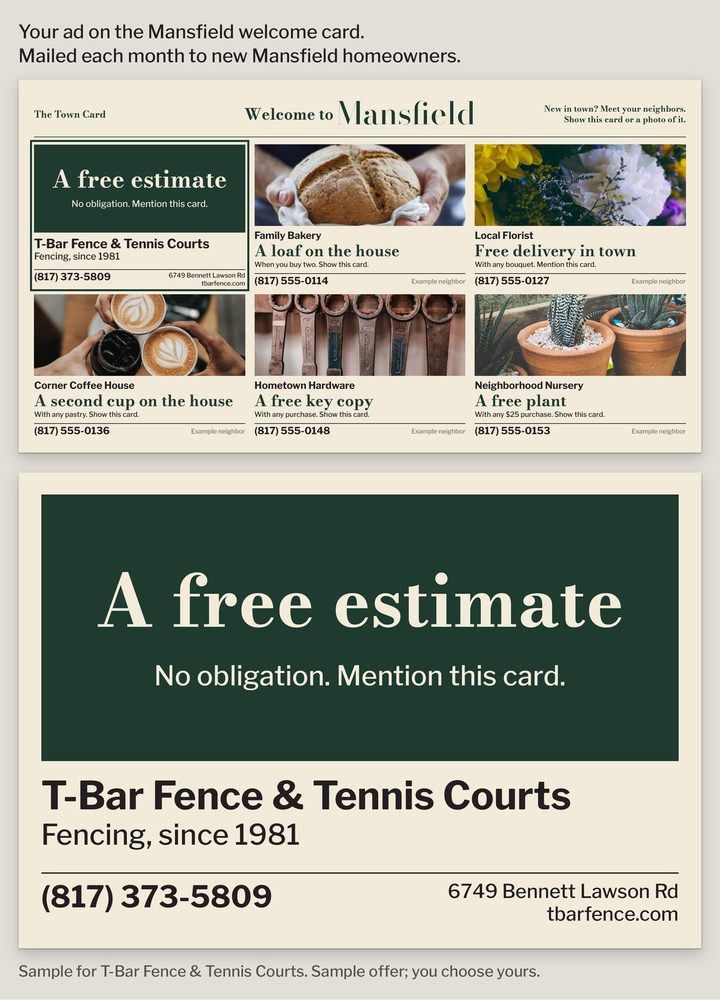 Your ad on the Mansfield welcome card.
Mailed each month to new Mansfield homeowners.
The Town Card
Welcome to Mansfield
New in town? Meet your neighbors.
Show this card or a photo of it.
A free estimate
No obligation. Mention this card.
T-Bar Fence & Tennis Courts
Fencing, since 1981
(817) 373-5809
6749 Bennett Lawson Rd
tbarfence.com
Family Bakery
A loaf on the house
When you buy two. Show this card.
(817) 555-0114
Example neighbor
Local Florist
Free delivery in town
With any bouquet. Mention this card.
(817) 555-0127
Example neighbor
Corner Coffee House
A second cup on the house
With any pastry. Show this card.
(817) 555-0136
Example neighbor
Hometown Hardware
A free key copy
With any purchase. Show this card.
(817) 555-0148
Example neighbor
Neighborhood Nursery
A free plant
With any $25 purchase. Show this card.
(817) 555-0153
Example neighbor
A free estimate
No obligation. Mention this card.
T-Bar Fence & Tennis Courts
Fencing, since 1981
(817) 373-5809
6749 Bennett Lawson Rd
tbarfence.com
Sample for T-Bar Fence & Tennis Courts. Sample offer; you choose yours.